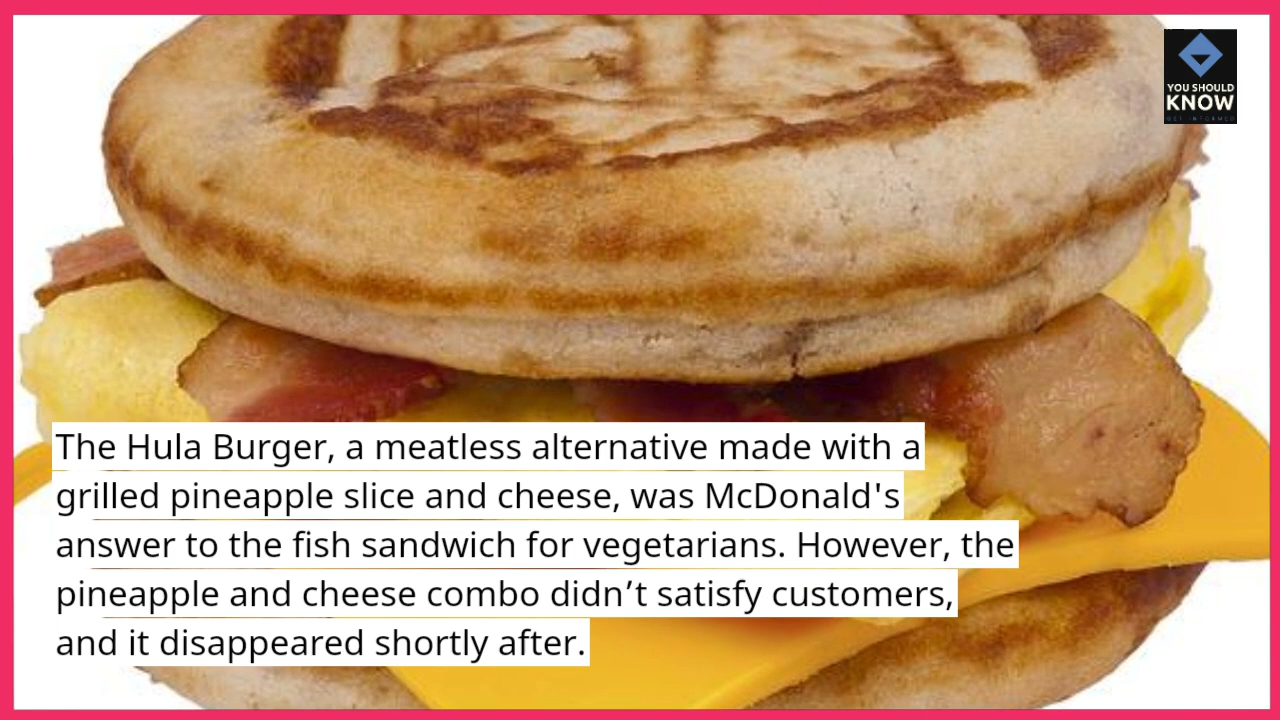 YOU SHOULD
KNOW
GET INFORMED
The Hula Burger, a meatless alternative made with a
grilled pineapple slice and cheese, was McDonald's
answer to the fish sandwich for vegetarians. However, the
pineapple and cheese combo didn’t satisfy customers,
and it disappeared shortly after.